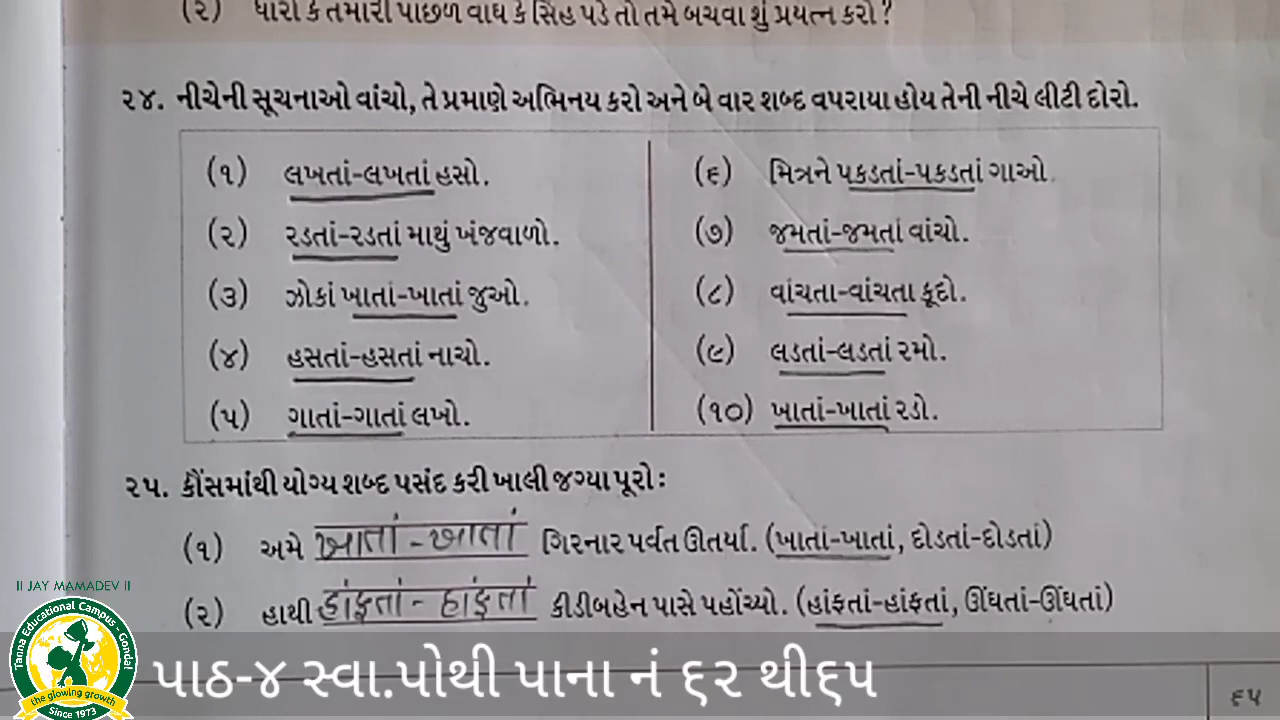 (૨) ધારો કે તમારી પાછળ વાઘ કે સિંહ પડે તો તમે બચવા શું પ્રયત્ન કરો?
૨૪. નીચેની સૂચનાઓ વાંચો, તે પ્રમાણે અભિનય કરો અને બે વાર શબ્દ વપરાયા હોય તેની નીચે લીટી દોરો.
(૧) લખતાં-લખતાં હસો.
(૨) રડતાં-રડતાં માથું ખંજવાળો.
(૩) ઝોકાં ખાતાં-ખાતાં જુઓ.
(૪) હસતાં-હસતાં નાચો.
(૫) ગાતાં-ગાતાં લખો.
(૬) મિત્રને પકડતાં-પકડતાં ગાઓ.
(૭) જમતાં-જમતાં વાંચો.
(૮) વાંચતા-વાંચતા કૂદો.
(૯) લડતાં-લડતાં રમો.
(૧૦) ખાતાં-ખાતાં રડો.
૨૫. કૌંસમાંથી યોગ્ય શબ્દ પસંદ કરી ખાલી જગ્યા પૂરો:
(૧) અમે ખાતાં-ખાતાં ગિરનાર પર્વત ઊતર્યા. (ખાતાં-ખાતાં, દોડતાં-દોડતાં)
(૨) હાથી હાંફતાં-હાંફતાં કીડીબહેન પાસે પહોંચ્યો. (હાંફતાં-હાંફતાં, ઊંઘતાં-ઊંઘતાં)
॥ JAY MAMADEV ॥
Tanna Educational Campus - Gondal
the glowing growth
Since 1973
પાઠ-૪ સ્વા.પોથી પાના નં ૬૨ થી૬૫
૬૫